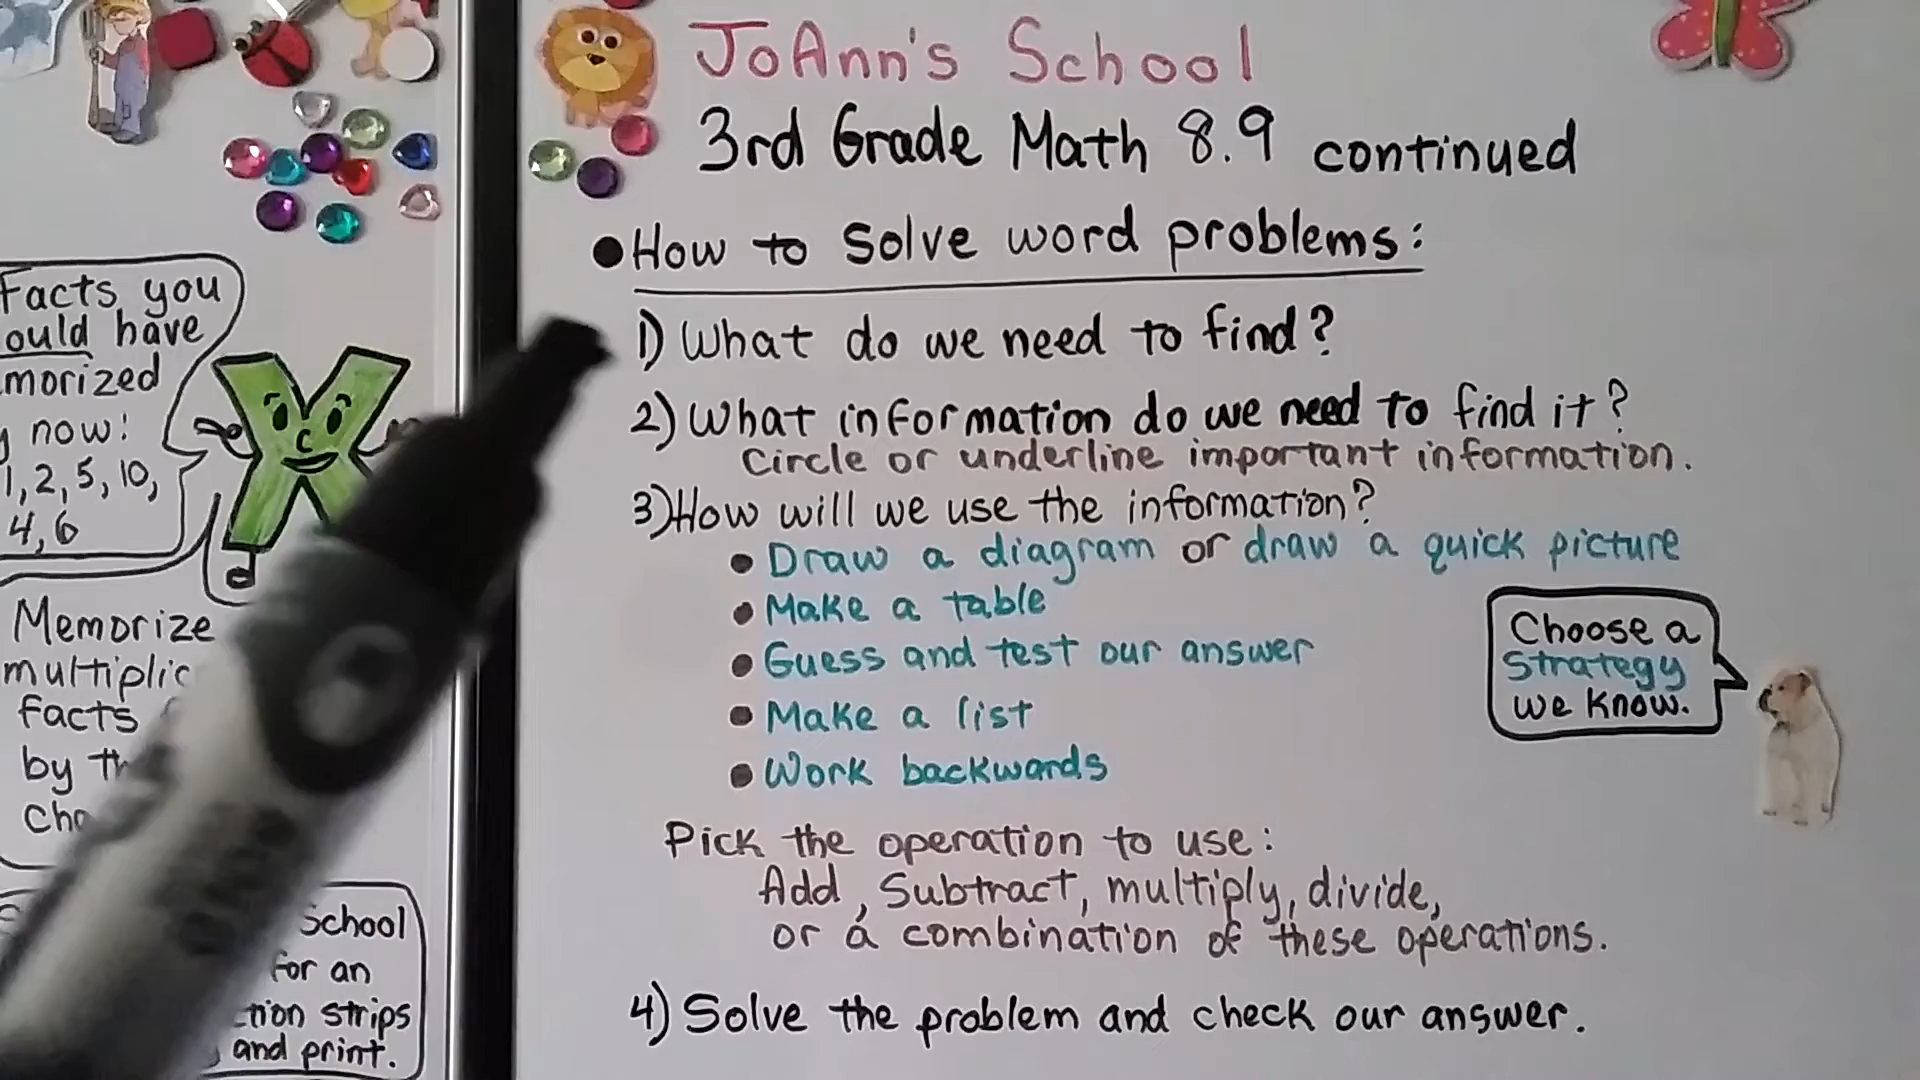 JoAnn's School
3rd Grade Math 8.9 continued
How to Solve word problems:
1) What do we need to find?
2) What information do we need to find it?
Circle or underline important information.
3) How will we use the information?
Draw a diagram or draw a quick picture
Make a table
Guess and test our answer
Make a list
Work backwards
Choose a
strategy
we know.
Pick the operation to use:
Add, Subtract, multiply, divide,
or a combination of these operations.
4) Solve the problem and check our answer.
Facts you
have
now:
1, 2, 5, 10,
4, 6
Memorize
facts
by
School
for an
strips
and print.